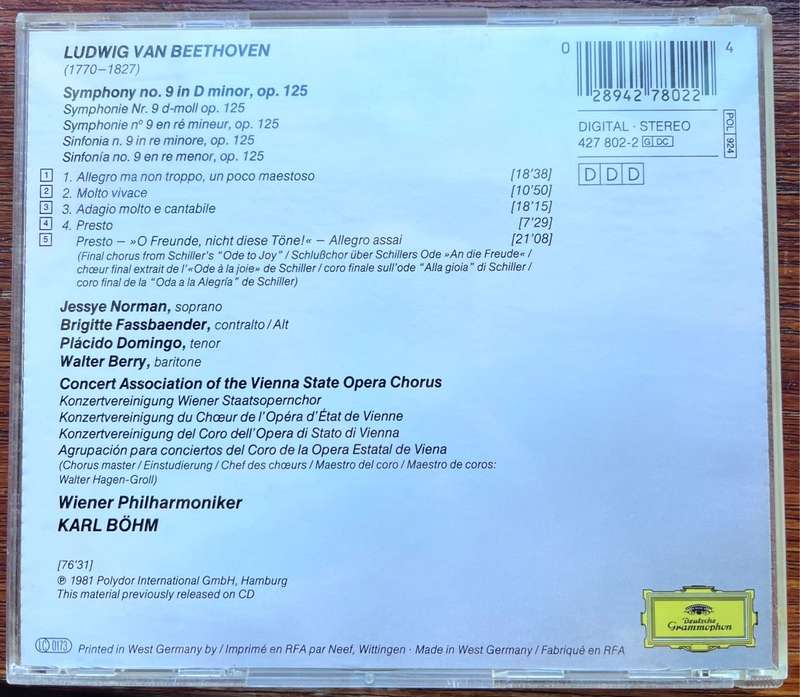 LUDWIG VAN BEETHOVEN
(1770–1827)
Symphony no. 9 in D minor, op. 125
Symphonie Nr. 9 d-moll op. 125
Symphonie nº 9 en ré mineur, op. 125
Sinfonia n. 9 in re minore, op. 125
Sinfonía no. 9 en re menor, op. 125
1 1. Allegro ma non troppo, un poco maestoso [18'38]
2 2. Molto vivace [10'50]
3 3. Adagio molto e cantabile [18'15]
4 4. Presto [7'29]
5 Presto – »O Freunde, nicht diese Töne!« – Allegro assai [21'08]
(Final chorus from Schiller's "Ode to Joy" / Schlußchor über Schillers Ode »An die Freude« /
chœur final extrait de l'«Ode à la joie» de Schiller / coro finale sull'ode "Alla gioia" di Schiller /
coro final de la "Oda a la Alegría" de Schiller)
Jessye Norman, soprano
Brigitte Fassbaender, contralto / Alt
Plácido Domingo, tenor
Walter Berry, baritone
Concert Association of the Vienna State Opera Chorus
Konzertvereinigung Wiener Staatsopernchor
Konzertvereinigung du Chœur de l'Opéra d'État de Vienne
Konzertvereinigung del Coro dell'Opera di Stato di Vienna
Agrupación para conciertos del Coro de la Opera Estatal de Viena
(Chorus master / Einstudierung / Chef des chœurs / Maestro del coro / Maestro de coros:
Walter Hagen-Groll)
Wiener Philharmoniker
KARL BÖHM
[76'31]
℗ 1981 Polydor International GmbH, Hamburg
This material previously released on CD
LC 0173 Printed in West Germany by / Imprimé en RFA par Neef, Wittingen · Made in West Germany / Fabriqué en RFA
0 28942 78022 4
DIGITAL · STEREO
427 802-2 G DC
POL 924
D D D
Deutsche
Grammophon